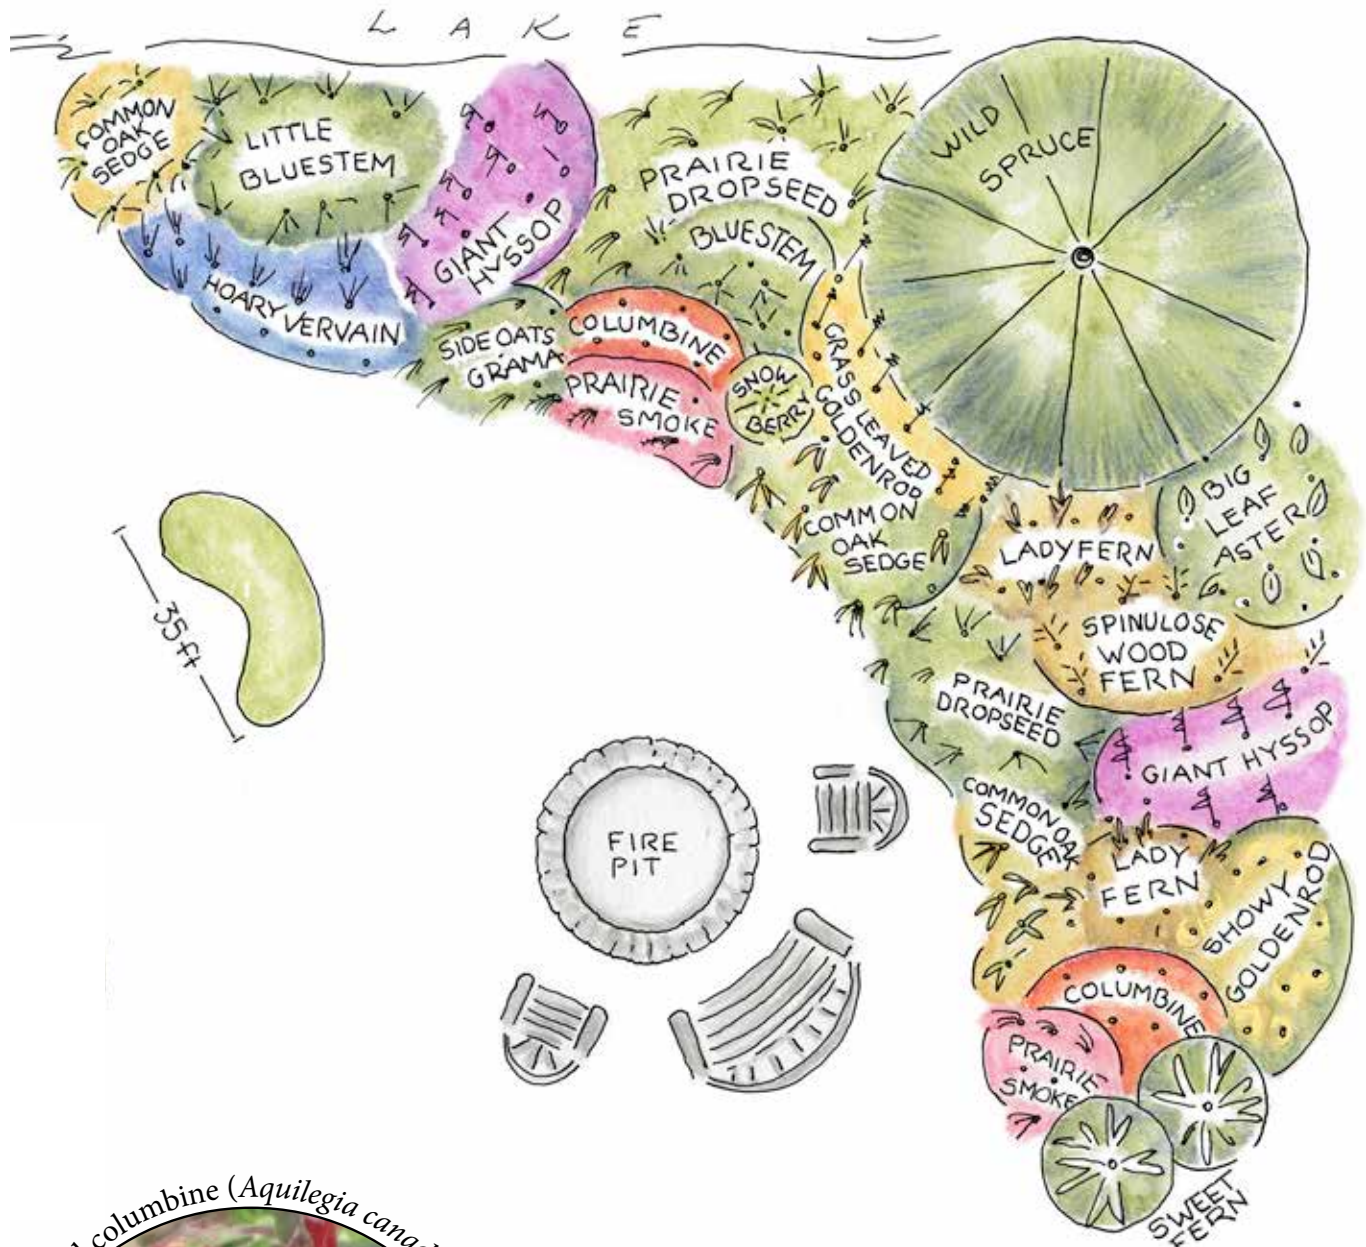 LAKE
COMMON
OAK
SEDGE
LITTLE
BLUESTEM
GIANT
HYSSOP
HOARY VERVAIN
PRAIRIE
DROPSEED
BLUESTEM
WILD
SPRUCE
SIDE OATS
GRAMA
COLUMBINE
PRAIRIE
SMOKE
SNOW
BERRY
GRASS LEAVED
GOLDENROD
COMMON
OAK
SEDGE
LADYFERN
BIG
LEAF
ASTER
SPINULOSE
WOOD
FERN
PRAIRIE
DROPSEED
GIANT HYSSOP
35 ft
FIRE
PIT
COMMON OAK
SEDGE
LADY
FERN
SHOWY
GOLDENROD
COLUMBINE
PRAIRIE
SMOKE
SWEET
FERN
columbine (Aquilegia